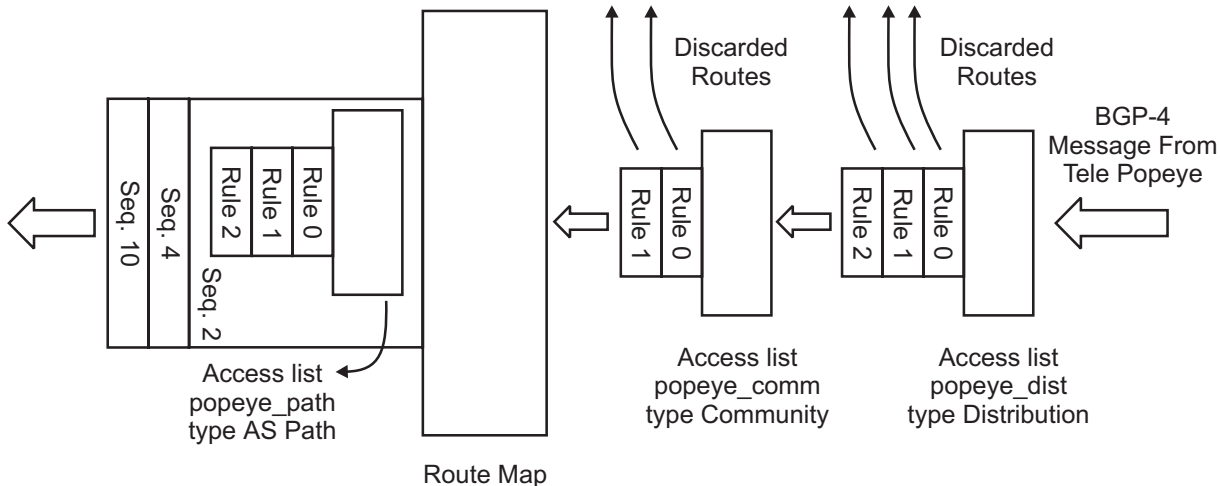 Discarded
Routes
Discarded
Routes
BGP-4
Message From
Tele Popeye
Seq. 10
Seq. 4
Seq. 2
Rule 2
Rule 1
Rule 0
Rule 1
Rule 0
Rule 2
Rule 1
Rule 0
Access list
popeye_path
type AS Path
Access list
popeye_comm
type Community
Access list
popeye_dist
type Distribution
Route Map